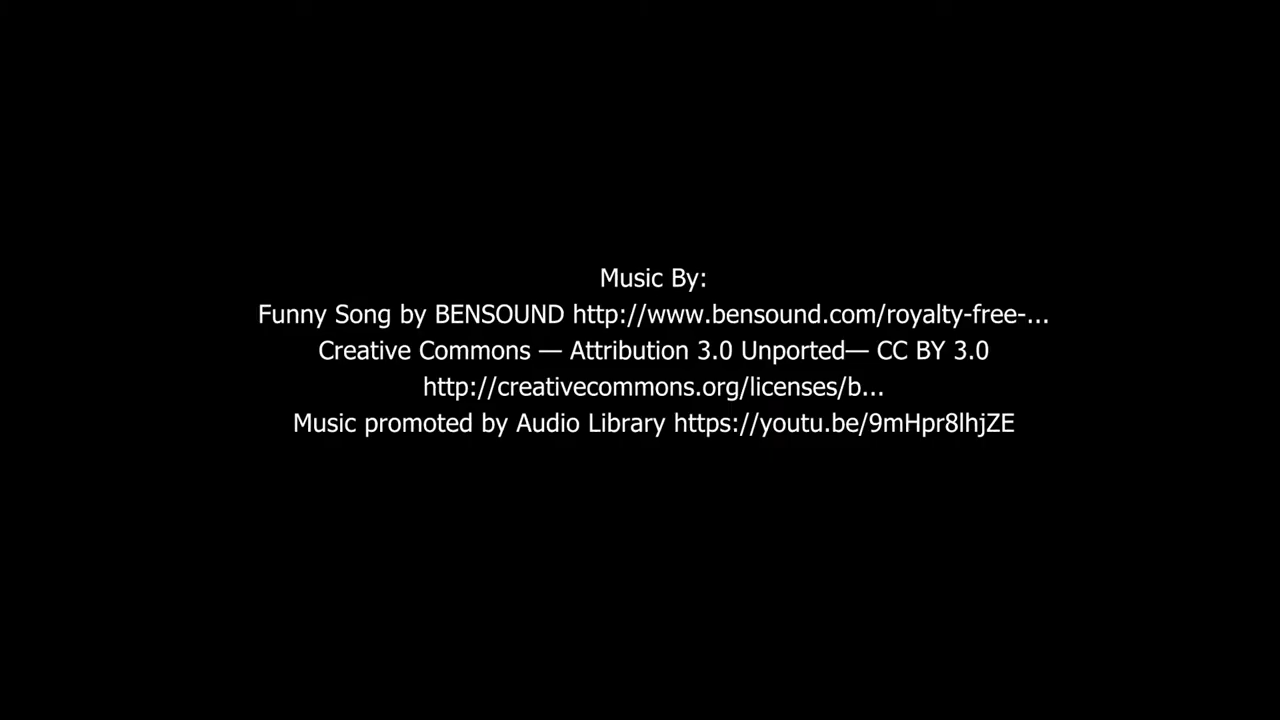 Music By:
Funny Song by BENSOUND http://www.bensound.com/royalty-free-...
Creative Commons — Attribution 3.0 Unported— CC BY 3.0
http://creativecommons.org/licenses/b...
Music promoted by Audio Library https://youtu.be/9mHpr8lhjZE